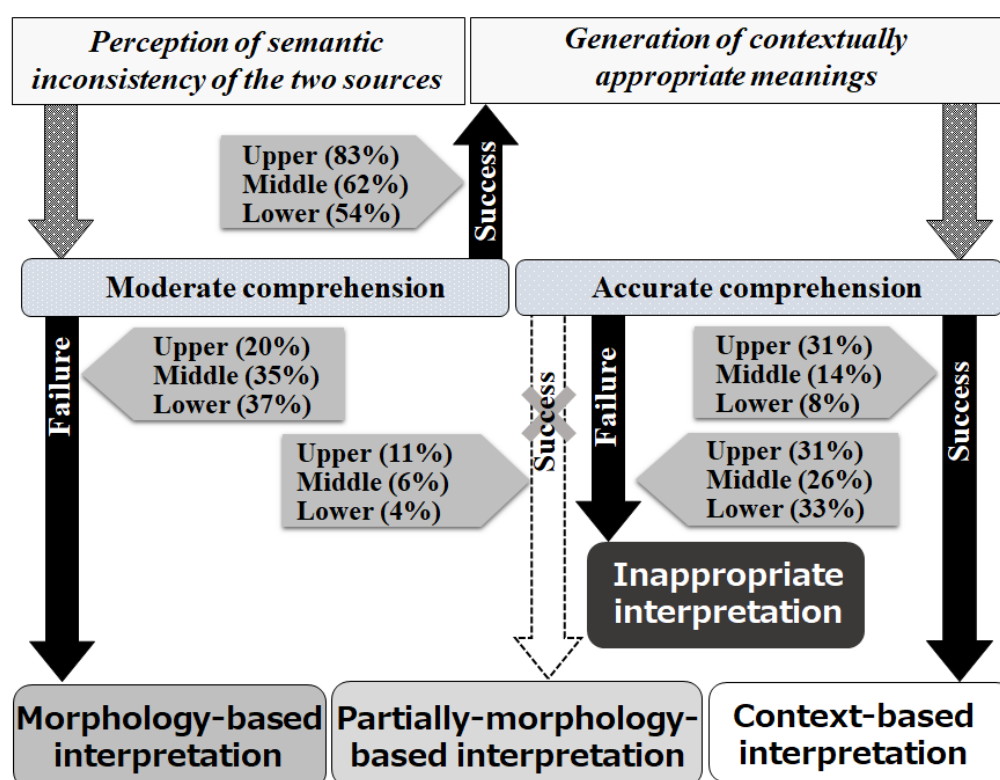 Perception of semantic
inconsistency of the two sources
Generation of contextually
appropriate meanings
Upper (83%)
Middle (62%)
Lower (54%)
Success
Moderate comprehension
Accurate comprehension
Failure
Upper (20%)
Middle (35%)
Lower (37%)
Success
Upper (11%)
Middle (6%)
Lower (4%)
Failure
Upper (31%)
Middle (14%)
Lower (8%)
Success
Upper (31%)
Middle (26%)
Lower (33%)
Inappropriate
interpretation
Morphology-based
interpretation
Partially-morphology-
based interpretation
Context-based
interpretation